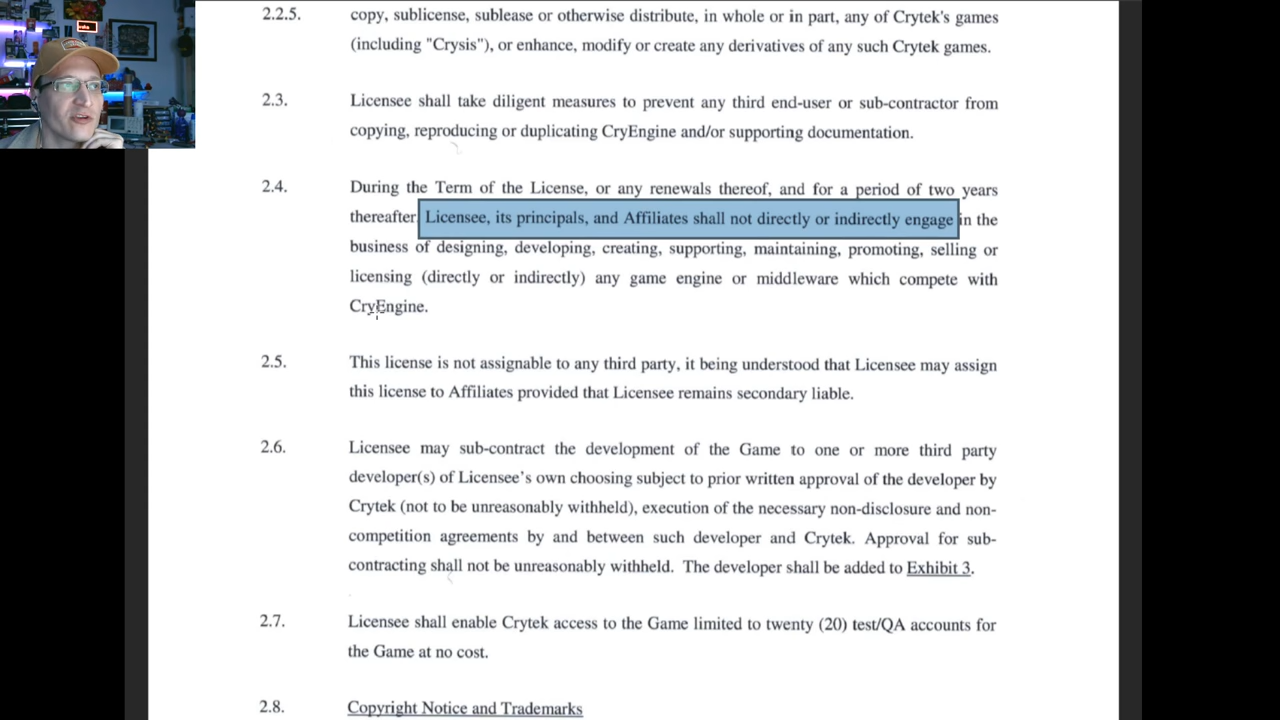 2.2.5. copy, sublicense, sublease or otherwise distribute, in whole or in part, any of Crytek's games
(including "Crysis"), or enhance, modify or create any derivatives of any such Crytek games.
2.3. Licensee shall take diligent measures to prevent any third end-user or sub-contractor from
copying, reproducing or duplicating CryEngine and/or supporting documentation.
2.4. During the Term of the License, or any renewals thereof, and for a period of two years
thereafter Licensee, its principals, and Affiliates shall not directly or indirectly engage in the
business of designing, developing, creating, supporting, maintaining, promoting, selling or
licensing (directly or indirectly) any game engine or middleware which compete with
CryEngine.
2.5. This license is not assignable to any third party, it being understood that Licensee may assign
this license to Affiliates provided that Licensee remains secondary liable.
2.6. Licensee may sub-contract the development of the Game to one or more third party
developer(s) of Licensee's own choosing subject to prior written approval of the developer by
Crytek (not to be unreasonably withheld), execution of the necessary non-disclosure and non-
competition agreements by and between such developer and Crytek. Approval for sub-
contracting shall not be unreasonably withheld. The developer shall be added to Exhibit 3.
2.7. Licensee shall enable Crytek access to the Game limited to twenty (20) test/QA accounts for
the Game at no cost.
2.8. Copyright Notice and Trademarks